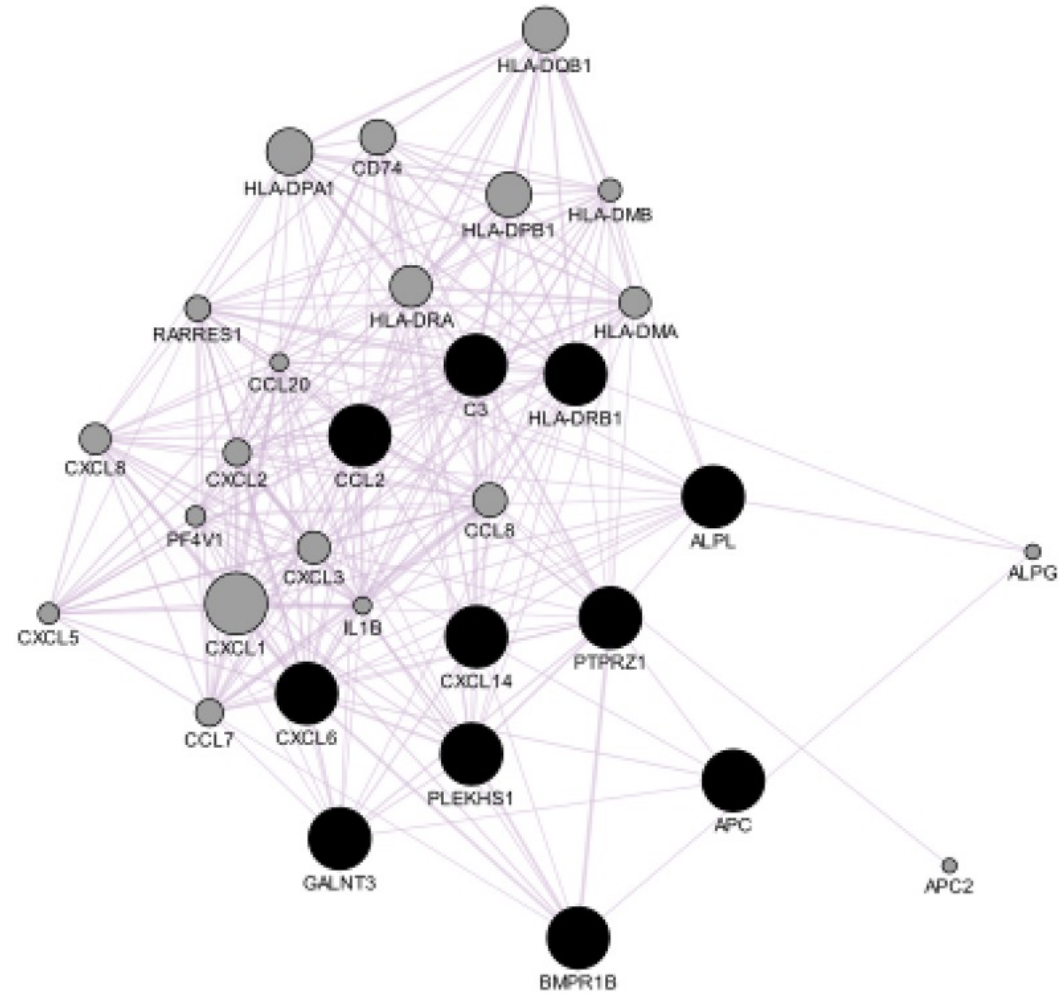 HLA-DQB1
CD74
HLA-DPA1
HLA-DMB
HLA-DPB1
HLA-DRA
HLA-DMA
RARRES1
CCL20
C3
HLA-DRB1
CXCL8
CXCL2
CCL2
CCL8
PF4V1
ALPL
ALPG
CXCL3
IL1B
CXCL5
CXCL1
PTPRZ1
CXCL14
CCL7
CXCL6
PLEKHS1
APC
GALNT3
APC2
BMPR1B